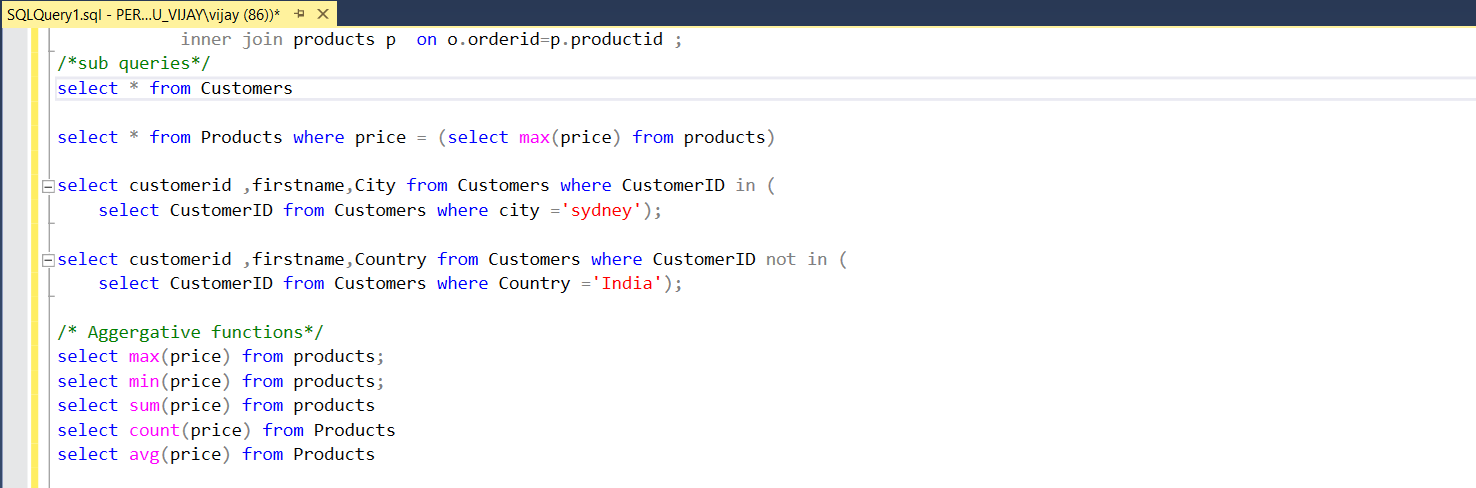 SQLQuery1.sql - PER...U_VIJAY\vijay (86))*
inner join products p  on o.orderid=p.productid ;
/*sub queries*/
select * from Customers
select * from Products where price = (select max(price) from products)
select customerid ,firstname,City from Customers where CustomerID in (
select CustomerID from Customers where city ='sydney');
select customerid ,firstname,Country from Customers where CustomerID not in (
select CustomerID from Customers where Country ='India');
/* Aggergative functions*/
select max(price) from products;
select min(price) from products;
select sum(price) from products
select count(price) from Products
select avg(price) from Products